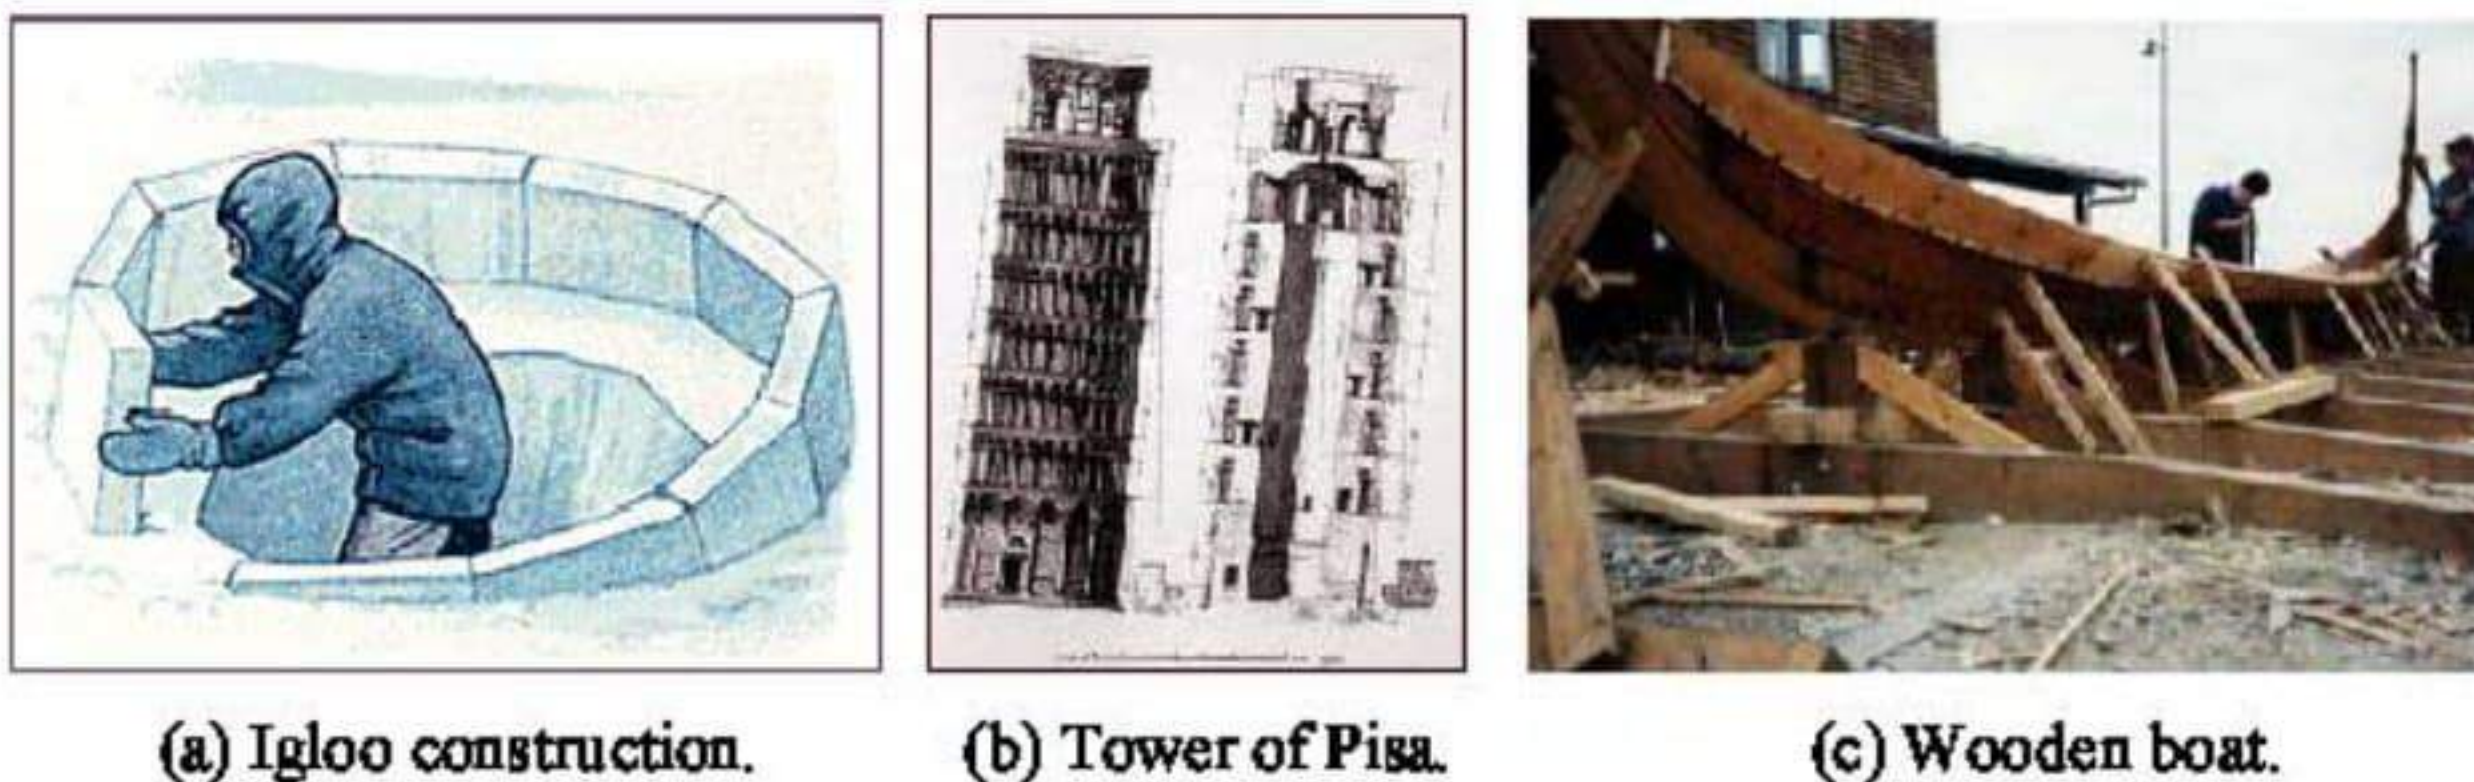 (a) Igloo construction.
(b) Tower of Pisa.
(c) Wooden boat.